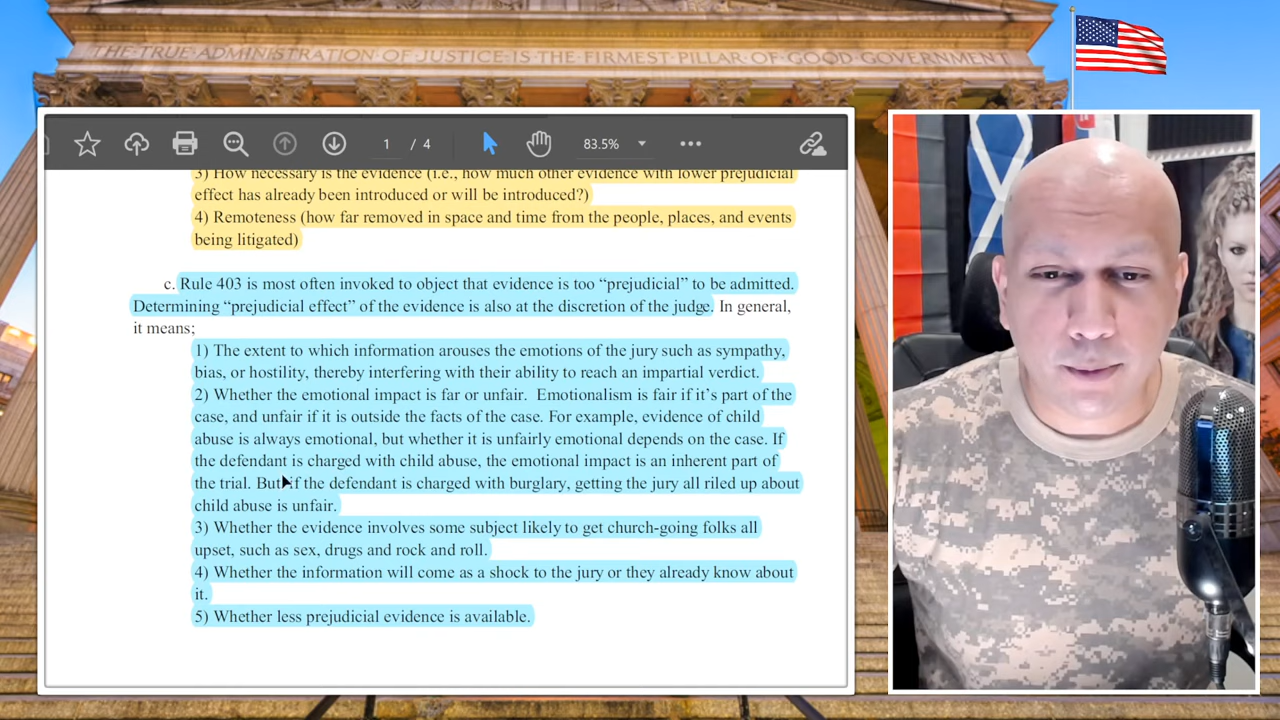 THE TRUE ADMINISTRATION OF JUSTICE IS THE FIRMEST PILLAR OF GOOD GOVERNMENT
1 / 4 83.5%
3) How necessary is the evidence (i.e., how much other evidence with lower prejudicial
effect has already been introduced or will be introduced?)
4) Remoteness (how far removed in space and time from the people, places, and events
being litigated)
c. Rule 403 is most often invoked to object that evidence is too “prejudicial” to be admitted.
Determining “prejudicial effect” of the evidence is also at the discretion of the judge. In general,
it means;
1) The extent to which information arouses the emotions of the jury such as sympathy,
bias, or hostility, thereby interfering with their ability to reach an impartial verdict.
2) Whether the emotional impact is far or unfair.  Emotionalism is fair if it’s part of the
case, and unfair if it is outside the facts of the case. For example, evidence of child
abuse is always emotional, but whether it is unfairly emotional depends on the case. If
the defendant is charged with child abuse, the emotional impact is an inherent part of
the trial. But if the defendant is charged with burglary, getting the jury all riled up about
child abuse is unfair.
3) Whether the evidence involves some subject likely to get church-going folks all
upset, such as sex, drugs and rock and roll.
4) Whether the information will come as a shock to the jury or they already know about
it.
5) Whether less prejudicial evidence is available.